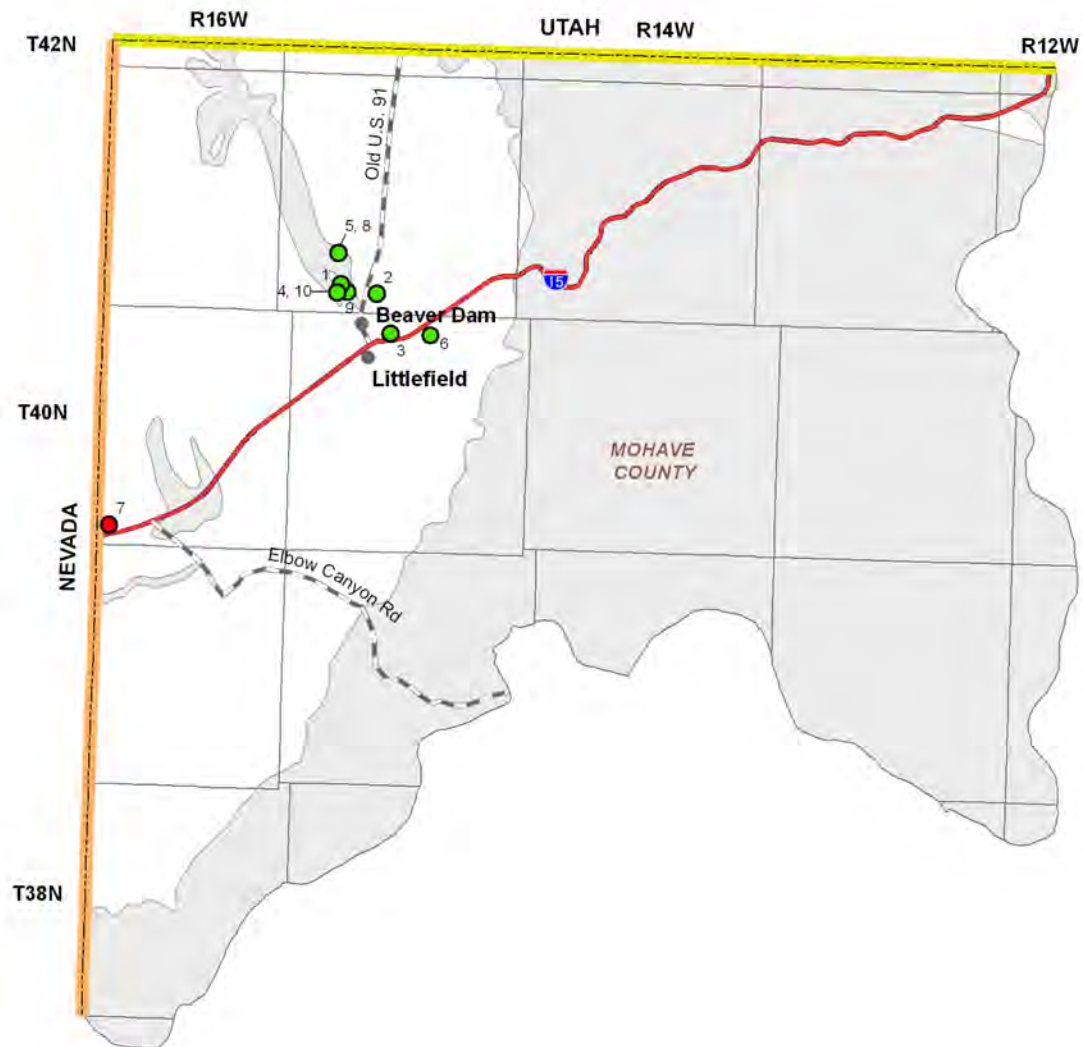 R16W
UTAH
R14W
R12W
T42N
Old U.S. 91
5, 8
1
2
4, 10
9
15
Beaver Dam
3
6
Littlefield
T40N
MOHAVE
COUNTY
7
NEVADA
Elbow Canyon Rd
T38N